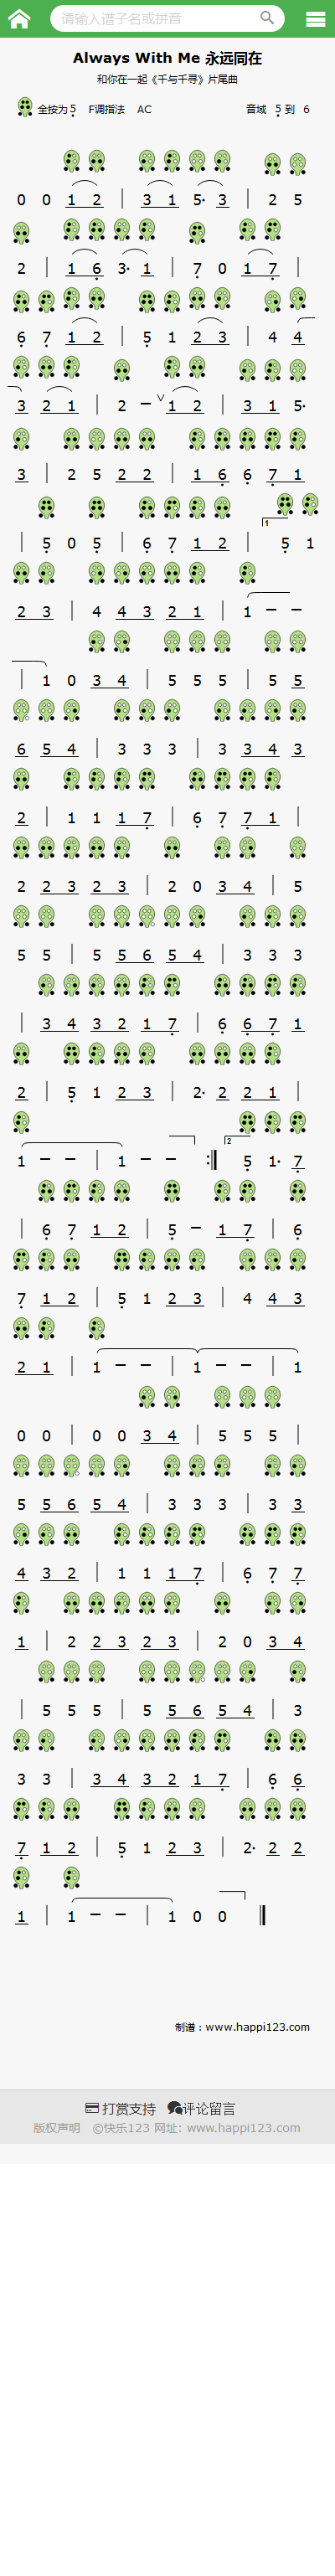 请输入谱子名或拼音
Always With Me 永远同在
和你在一起《千与千寻》片尾曲
全按为5̣ F调指法 AC 音域 5̣ 到 6
0 0 1 2 | 3 1 5· 3 | 2 5
2 | 1 6̣ 3· 1 | 7̣ 0 1 7̣ |
6̣ 7̣ 1 2 | 5̣ 1 2 3 | 4 4
3 2 1 | 2 − ∨ 1 2 | 3 1 5·
3 | 2 5 2 2 | 1 6̣ 6̣ 7̣ 1
| 5̣ 0 5̣ | 6̣ 7̣ 1 2 | 1 5̣ 1
2 3 | 4 4 3 2 1 | 1 − −
| 1 0 3 4 | 5 5 5 | 5 5
6 5 4 | 3 3 3 | 3 3 4 3
2 | 1 1 1 7̣ | 6̣ 7̣ 7̣ 1 |
2 2 3 2 3 | 2 0 3 4 | 5
5 5 | 5 5 6 5 4 | 3 3 3
| 3 4 3 2 1 7̣ | 6̣ 6̣ 7̣ 1
2 | 5̣ 1 2 3 | 2· 2 2 1 |
1 − − | 1 − − :‖ 2 5̣ 1· 7̣
| 6̣ 7̣ 1 2 | 5̣ − 1 7̣ | 6̣
7̣ 1 2 | 5̣ 1 2 3 | 4 4 3
2 1 | 1 − − | 1 − − | 1
0 0 | 0 0 3 4 | 5 5 5 |
5 5 6 5 4 | 3 3 3 | 3 3
4 3 2 | 1 1 1 7̣ | 6̣ 7̣ 7̣
1 | 2 2 3 2 3 | 2 0 3 4
| 5 5 5 | 5 5 6 5 4 | 3
3 3 | 3 4 3 2 1 7̣ | 6̣ 6̣
7̣ 1 2 | 5̣ 1 2 3 | 2· 2 2
1 | 1 − − | 1 0 0 ‖
制谱：www.happi123.com
打赏支持 评论留言
版权声明 ©快乐123 网址: www.happi123.com